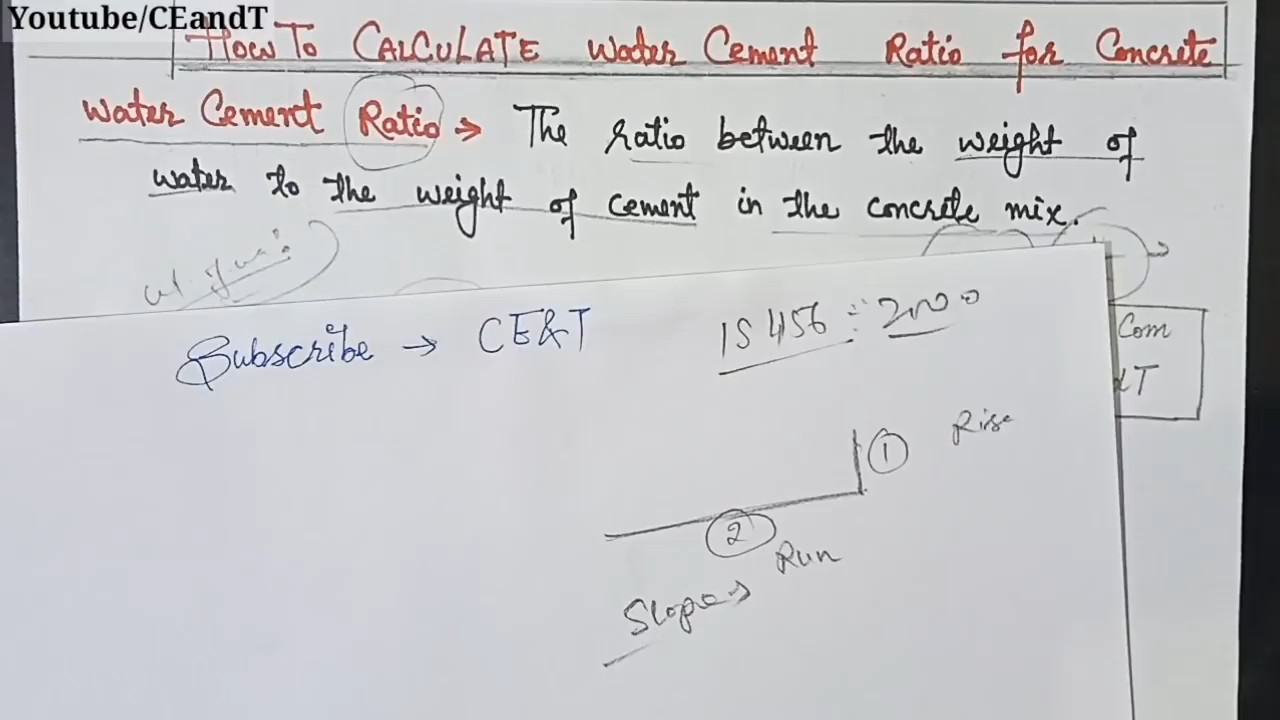 Youtube/CEandT
HOW TO CALCULATE Water Cement Ratio for Concrete
Water Cement Ratio → The ratio between the weight of
water to the weight of cement in the concrete mix.
Subscribe → CE&T
IS 456 : 2000
Com
&T
1 Rise
2 Run
Slope →